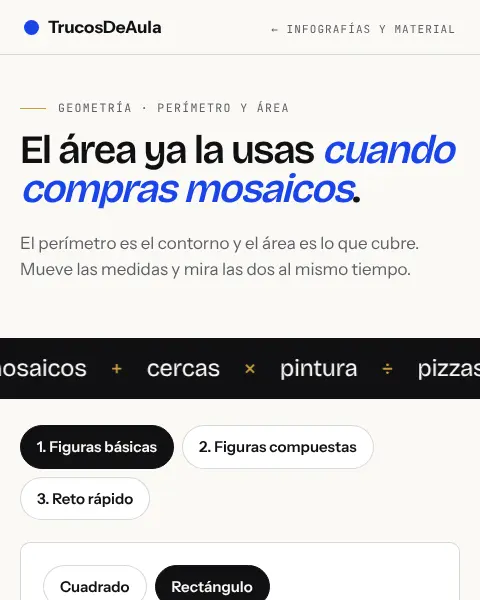 TrucosDeAula
← INFOGRAFÍAS Y MATERIAL
GEOMETRÍA · PERÍMETRO Y ÁREA
El área ya la usas cuando
compras mosaicos.
El perímetro es el contorno y el área es lo que cubre.
Mueve las medidas y mira las dos al mismo tiempo.
mosaicos + cercas × pintura ÷ pizzas
1. Figuras básicas
2. Figuras compuestas
3. Reto rápido
Cuadrado
Rectángulo